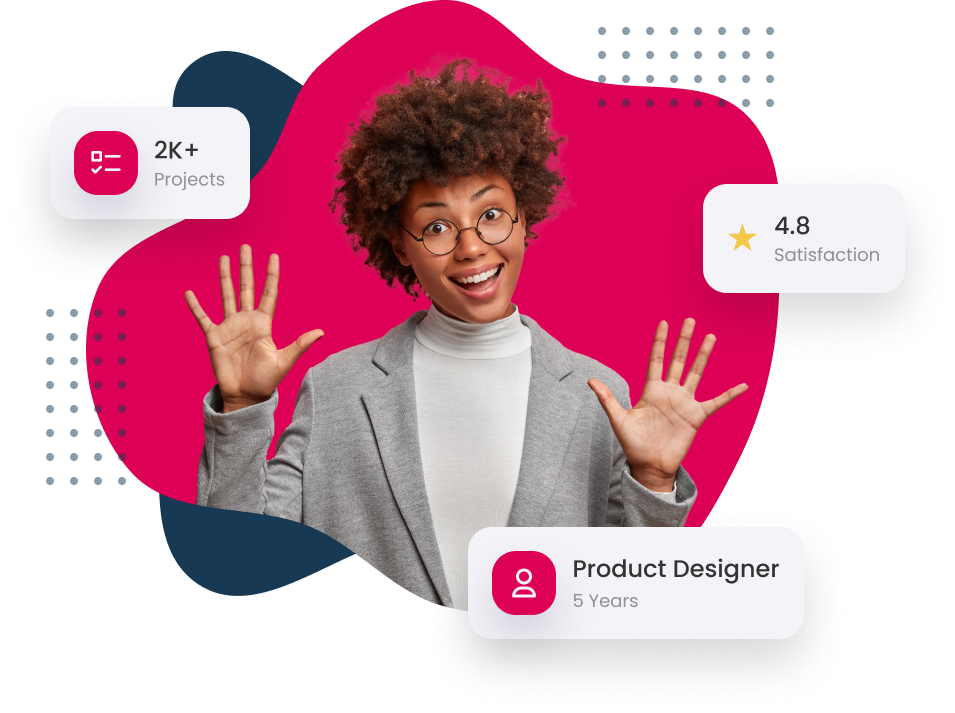 2K+
Projects
4.8
Satisfaction
Product Designer
5 Years